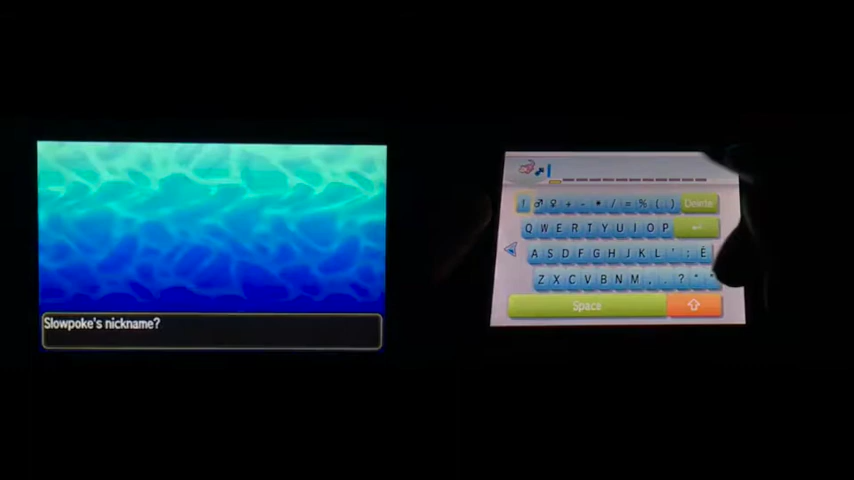 Slowpoke's nickname?
! ♂ ♀ + - * / = % ( ) Delete
Q W E R T Y U I O P
A S D F G H J K L ' : É
Z X C V B N M , . ? " "
Space